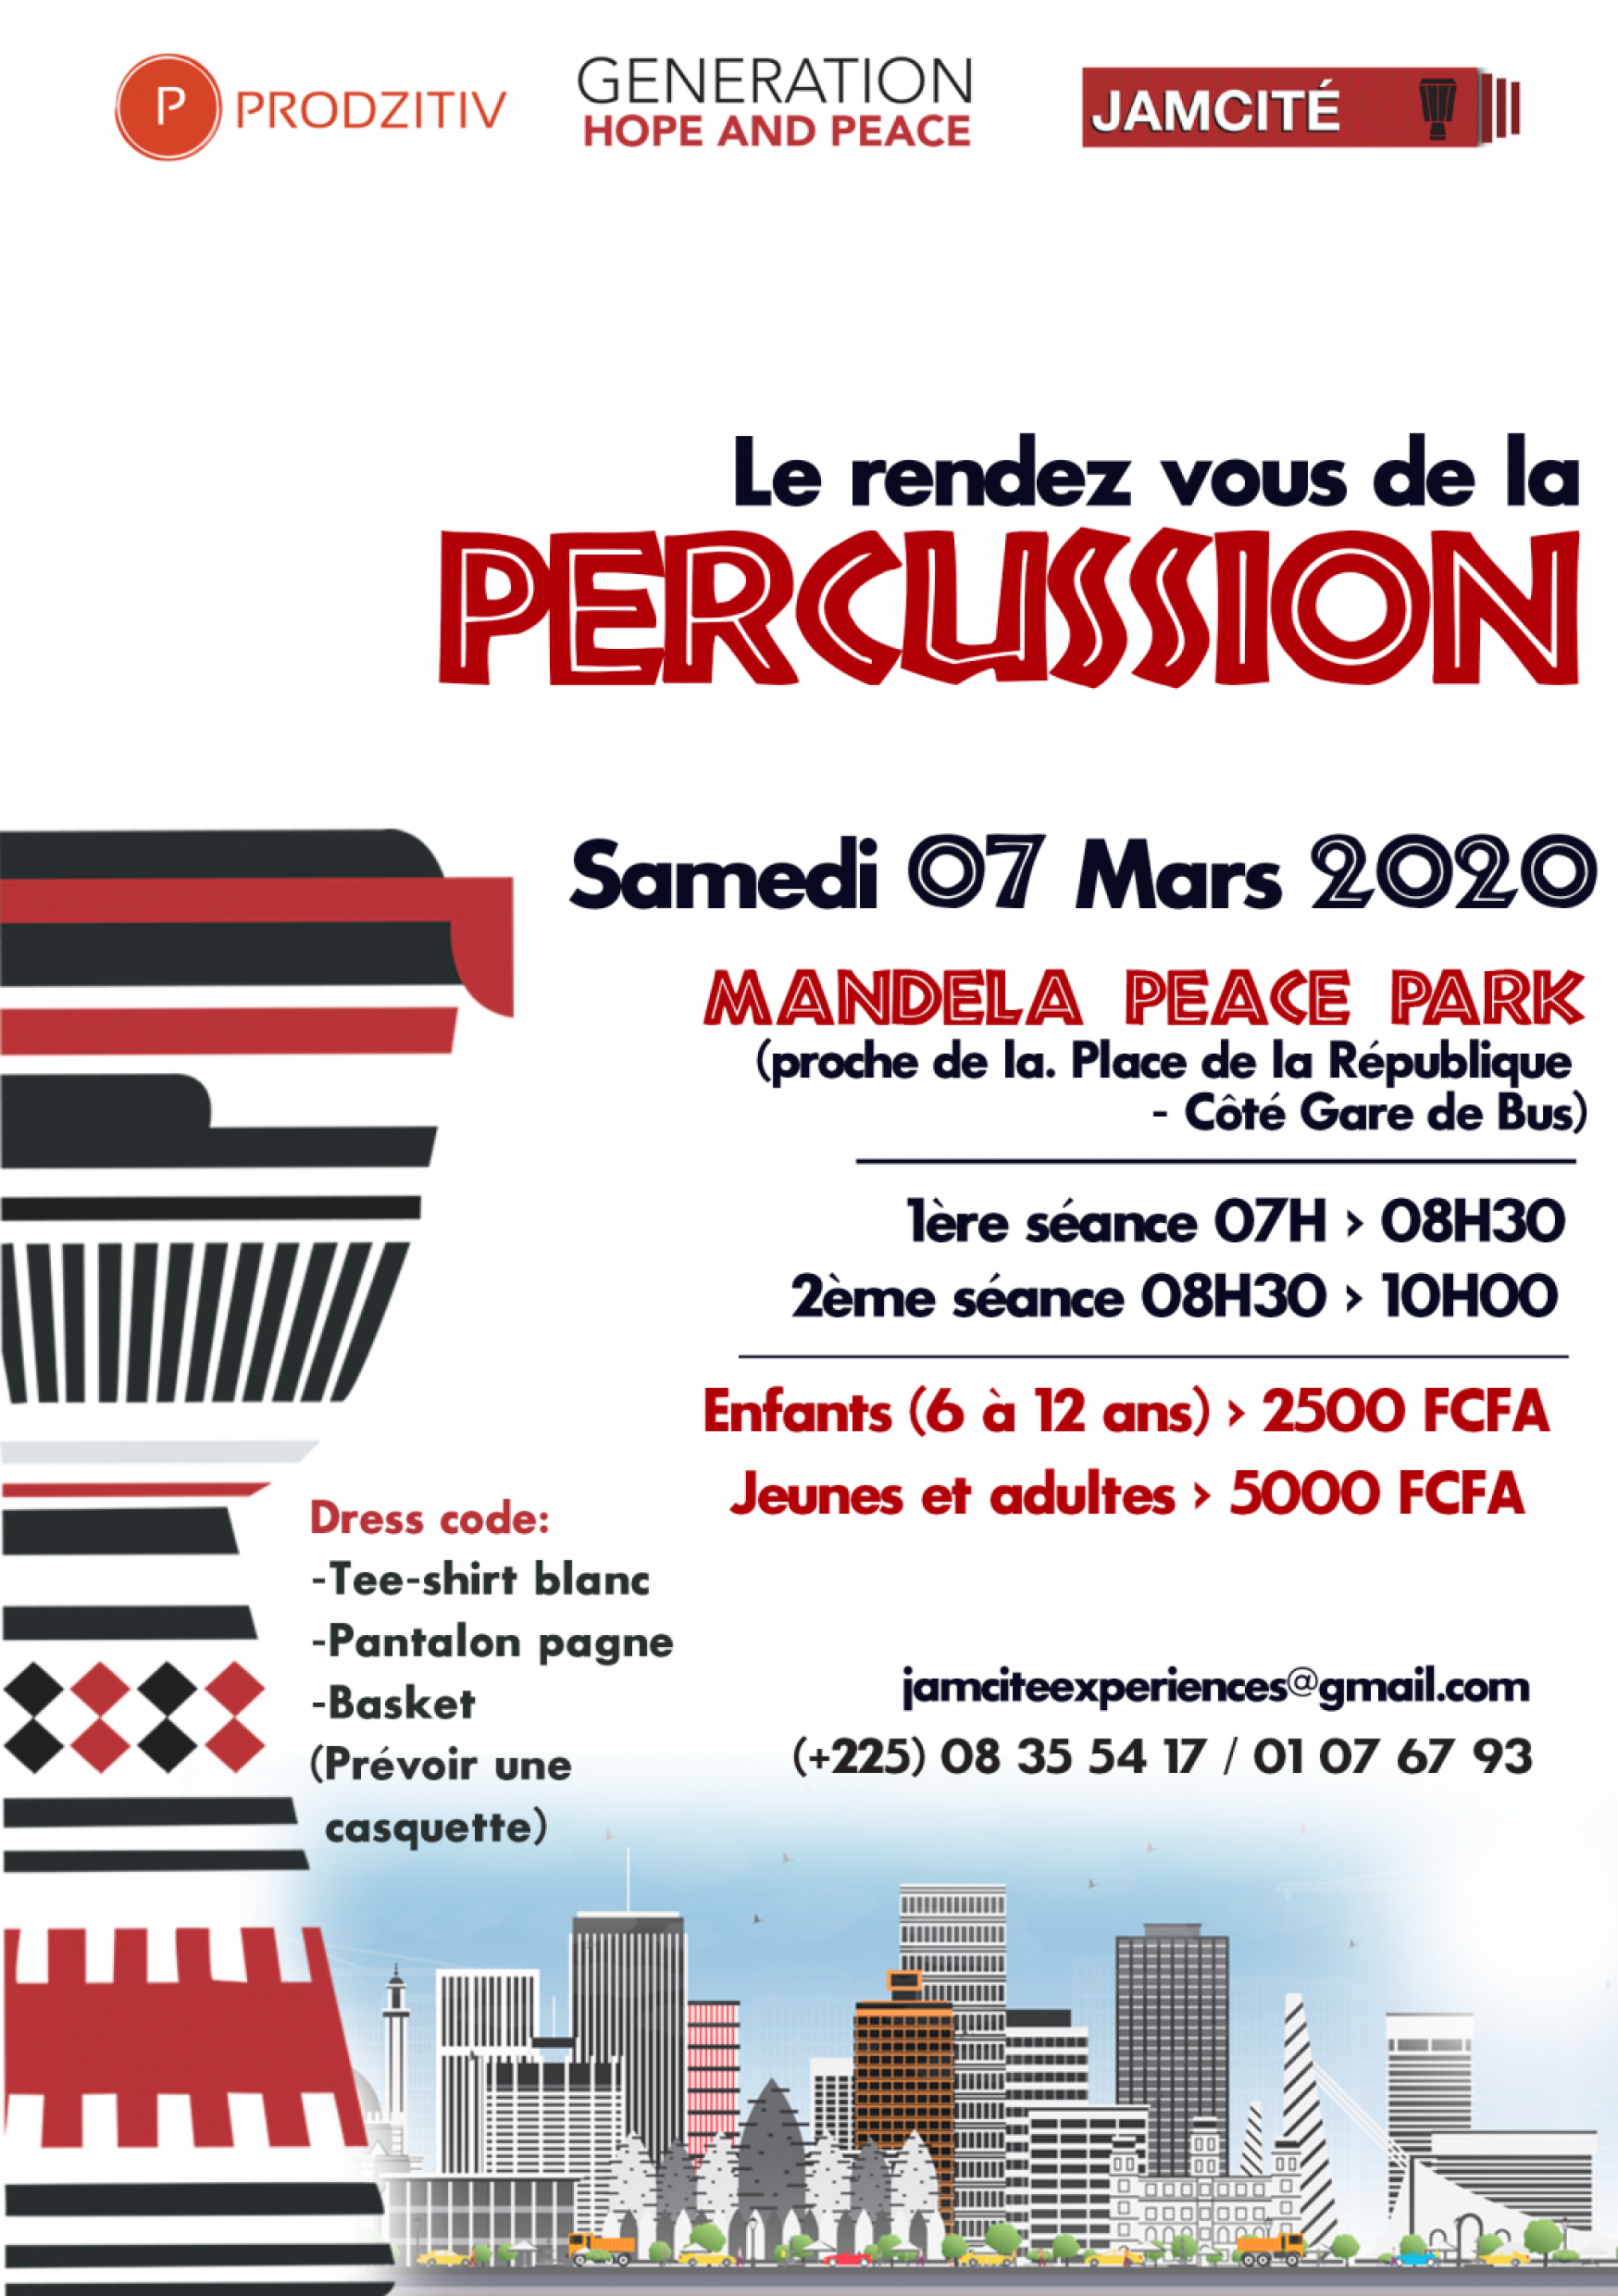 P PRODZITIV
GENERATION
HOPE AND PEACE
JAMCITÉ
Le rendez vous de la
PERCUSSION
Samedi 07 Mars 2020
MANDELA PEACE PARK
(proche de la. Place de la République
- Côté Gare de Bus)
1ère séance 07H > 08H30
2ème séance 08H30 > 10H00
Enfants (6 à 12 ans) > 2500 FCFA
Jeunes et adultes > 5000 FCFA
Dress code:
-Tee-shirt blanc
-Pantalon pagne
-Basket
(Prévoir une
casquette)
jamciteexperiences@gmail.com
(+225) 08 35 54 17 / 01 07 67 93